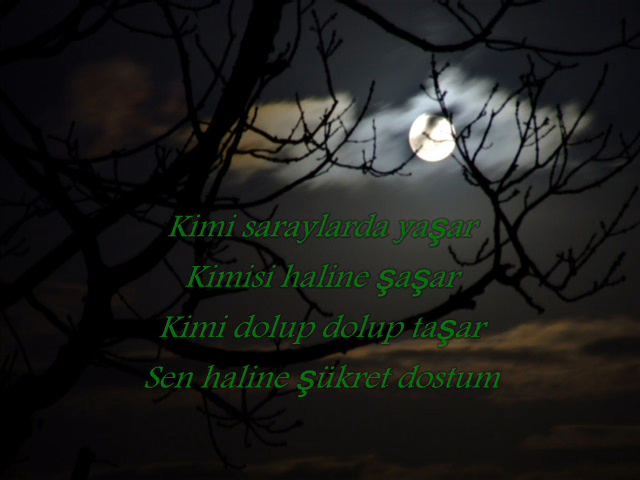 Kimi saraylarda yaşar
Kimisi haline şaşar
Kimi dolup dolup taşar
Sen haline şükret dostum